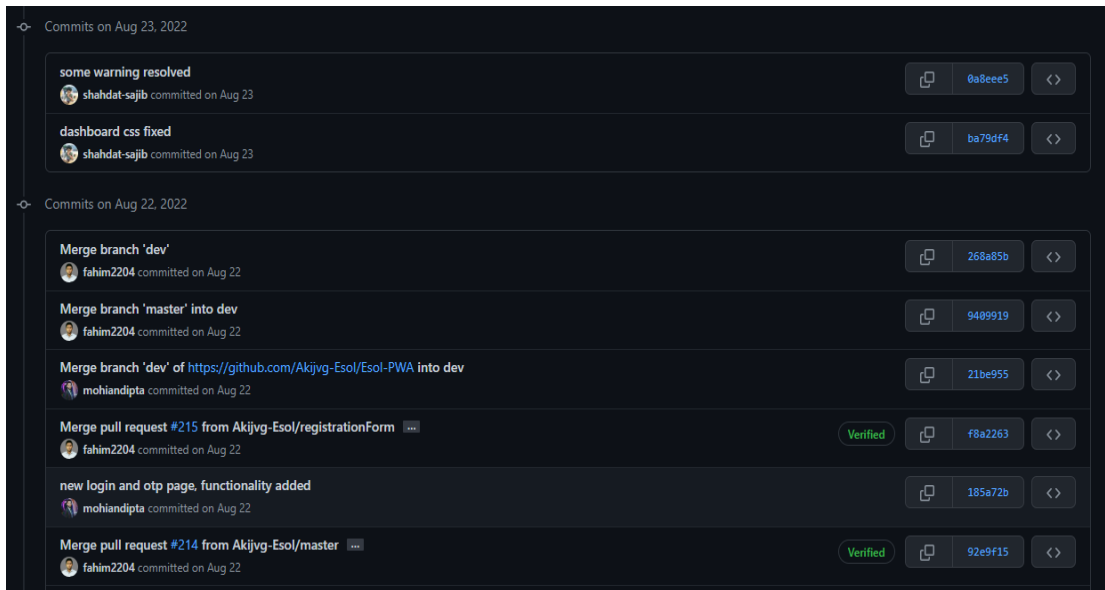 Commits on Aug 23, 2022
some warning resolved
shahdat-sajib committed on Aug 23
0a8eee5
dashboard css fixed
shahdat-sajib committed on Aug 23
ba79df4
Commits on Aug 22, 2022
Merge branch 'dev'
fahim2204 committed on Aug 22
268a85b
Merge branch 'master' into dev
fahim2204 committed on Aug 22
9409919
Merge branch 'dev' of https://github.com/Akijvg-Esol/Esol-PWA into dev
mohiandipta committed on Aug 22
21be955
Merge pull request #215 from Akijvg-Esol/registrationForm ...
fahim2204 committed on Aug 22
Verified f8a2263
new login and otp page, functionality added
mohiandipta committed on Aug 22
185a72b
Merge pull request #214 from Akijvg-Esol/master ...
fahim2204 committed on Aug 22
Verified 92e9f15